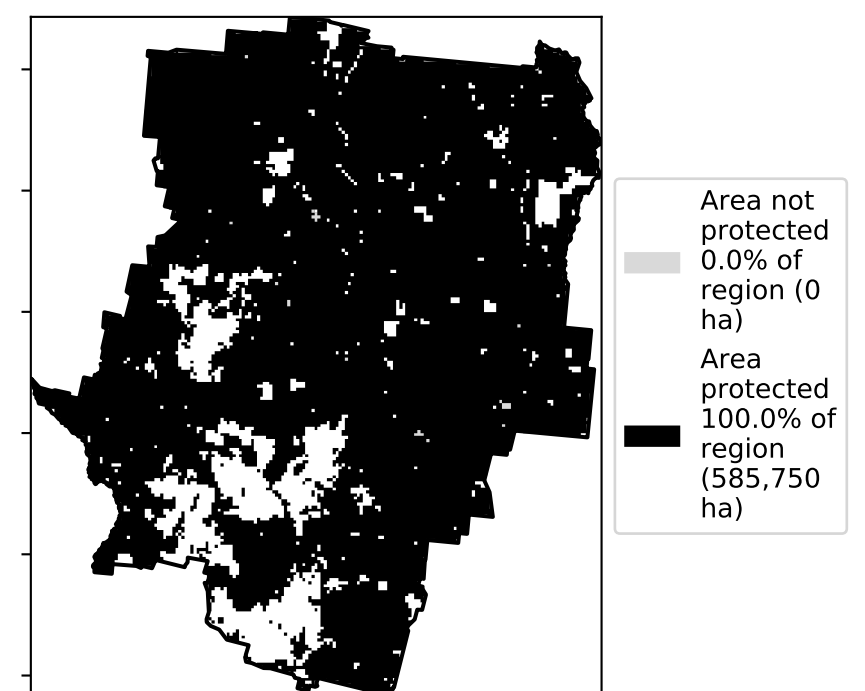 Area not
protected
0.0% of
region (0
ha)
Area
protected
100.0% of
region
(585,750
ha)